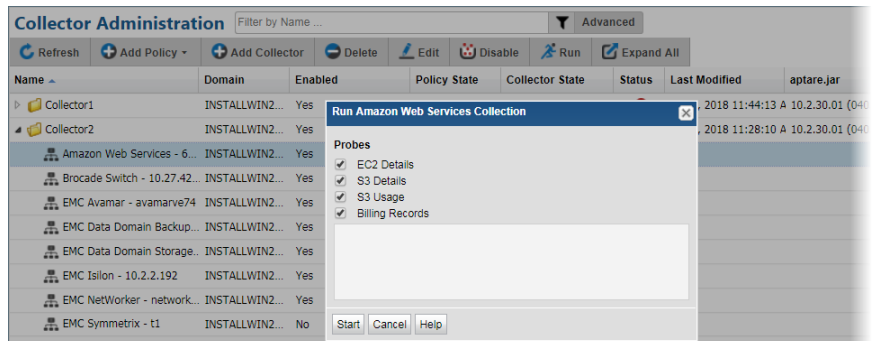 Collector Administration Filter by Name ... Advanced
Refresh Add Policy Add Collector Delete Edit Disable Run Expand All
Name Domain Enabled Policy State Collector State Status Last Modified aptare.jar
Collector1 INSTALLWIN2... Yes , 2018 11:44:13 A 10.2.30.01 (040
Run Amazon Web Services Collection
Collector2 INSTALLWIN2... Yes , 2018 11:28:10 A 10.2.30.01 (040
Probes
Amazon Web Services - 6... INSTALLWIN2... Yes
EC2 Details
Brocade Switch - 10.27.42... INSTALLWIN2... Yes
S3 Details
S3 Usage
EMC Avamar - avamarve74 INSTALLWIN2... Yes
Billing Records
EMC Data Domain Backup... INSTALLWIN2... Yes
EMC Data Domain Storage.. INSTALLWIN2... Yes
EMC Isilon - 10.2.2.192 INSTALLWIN2... Yes
EMC NetWorker - network... INSTALLWIN2... Yes
EMC Symmetrix - t1 INSTALLWIN2... No
Start Cancel Help